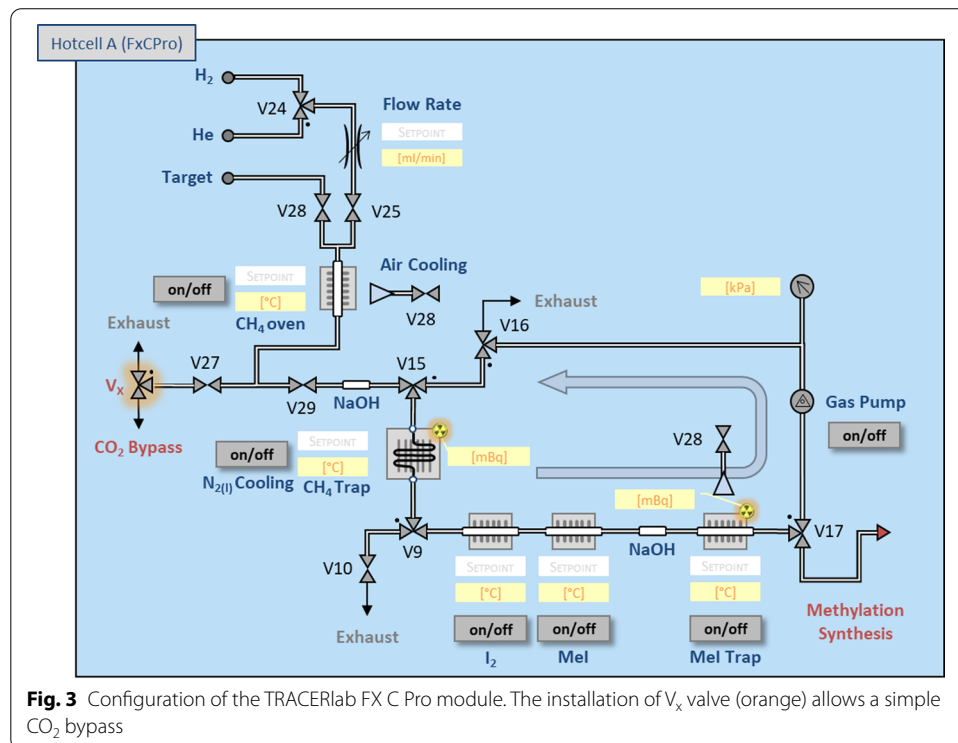 Hotcell A (FxCPro)
H₂
V24
Flow Rate
SETPOINT
He
[ml/min]
Target
V28
V25
Air Cooling
SETPOINT
on/off
[°C]
V28
Exhaust
CH₄ oven
Exhaust
V16
[kPa]
V27
V15
Vₓ
V29
NaOH
CO₂ Bypass
Gas Pump
on/off
SETPOINT
on/off
[°C]
[mBq]
V28
N₂₍ₗ₎ Cooling
CH₄ Trap
[mBq]
V9
NaOH
V17
V10
SETPOINT
SETPOINT
SETPOINT
[°C]
[°C]
[°C]
Exhaust
on/off
on/off
on/off
Methylation
Synthesis
I₂
MeI
MeI Trap
Fig. 3 Configuration of the TRACERlab FX C Pro module. The installation of Vₓ valve (orange) allows a simple
CO₂ bypass